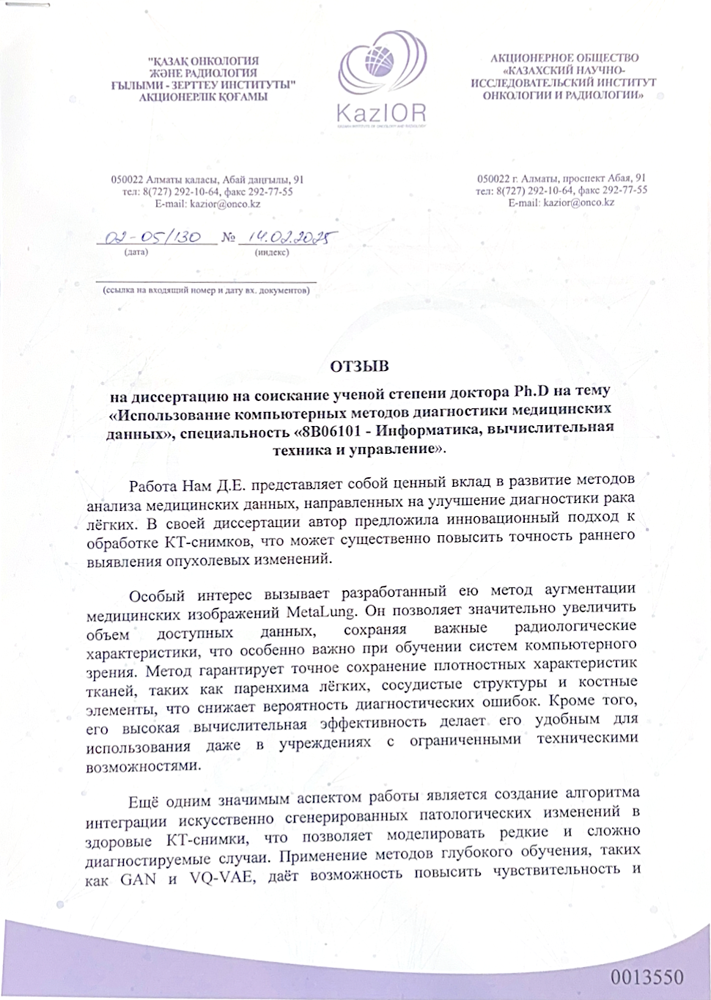 "ҚАЗАҚ ОНКОЛОГИЯ
ЖӘНЕ РАДИОЛОГИЯ
ҒЫЛЫМИ - ЗЕРТТЕУ ИНСТИТУТЫ"
АКЦИОНЕРЛІК ҚОҒАМЫ
KazIOR
KAZAKH INSTITUTE OF ONCOLOGY AND RADIOLOGY
АКЦИОНЕРНОЕ ОБЩЕСТВО
«КАЗАХСКИЙ НАУЧНО-
ИССЛЕДОВАТЕЛЬСКИЙ ИНСТИТУТ
ОНКОЛОГИИ И РАДИОЛОГИИ»
050022 Алматы қаласы, Абай даңғылы, 91
тел: 8(727) 292-10-64, факс 292-77-55
E-mail: kazior@onco.kz
050022 г. Алматы, проспект Абая, 91
тел: 8(727) 292-10-64, факс 292-77-55
E-mail: kazior@onco.kz
02-05/130 № 14.02.2025
(дата) (индекс)
(ссылка на входящий номер и дату вх. документов)
ОТЗЫВ
на диссертацию на соискание ученой степени доктора Ph.D на тему
«Использование компьютерных методов диагностики медицинских
данных», специальность «8В06101 - Информатика, вычислительная
техника и управление».
Работа Нам Д.Е. представляет собой ценный вклад в развитие методов
анализа медицинских данных, направленных на улучшение диагностики рака
лёгких. В своей диссертации автор предложила инновационный подход к
обработке КТ-снимков, что может существенно повысить точность раннего
выявления опухолевых изменений.
Особый интерес вызывает разработанный ею метод аугментации
медицинских изображений MetaLung. Он позволяет значительно увеличить
объем доступных данных, сохраняя важные радиологические
характеристики, что особенно важно при обучении систем компьютерного
зрения. Метод гарантирует точное сохранение плотностных характеристик
тканей, таких как паренхима лёгких, сосудистые структуры и костные
элементы, что снижает вероятность диагностических ошибок. Кроме того,
его высокая вычислительная эффективность делает его удобным для
использования даже в учреждениях с ограниченными техническими
возможностями.
Ещё одним значимым аспектом работы является создание алгоритма
интеграции искусственно сгенерированных патологических изменений в
здоровые КТ-снимки, что позволяет моделировать редкие и сложно
диагностируемые случаи. Применение методов глубокого обучения, таких
как GAN и VQ-VAE, даёт возможность повысить чувствительность и
0013550